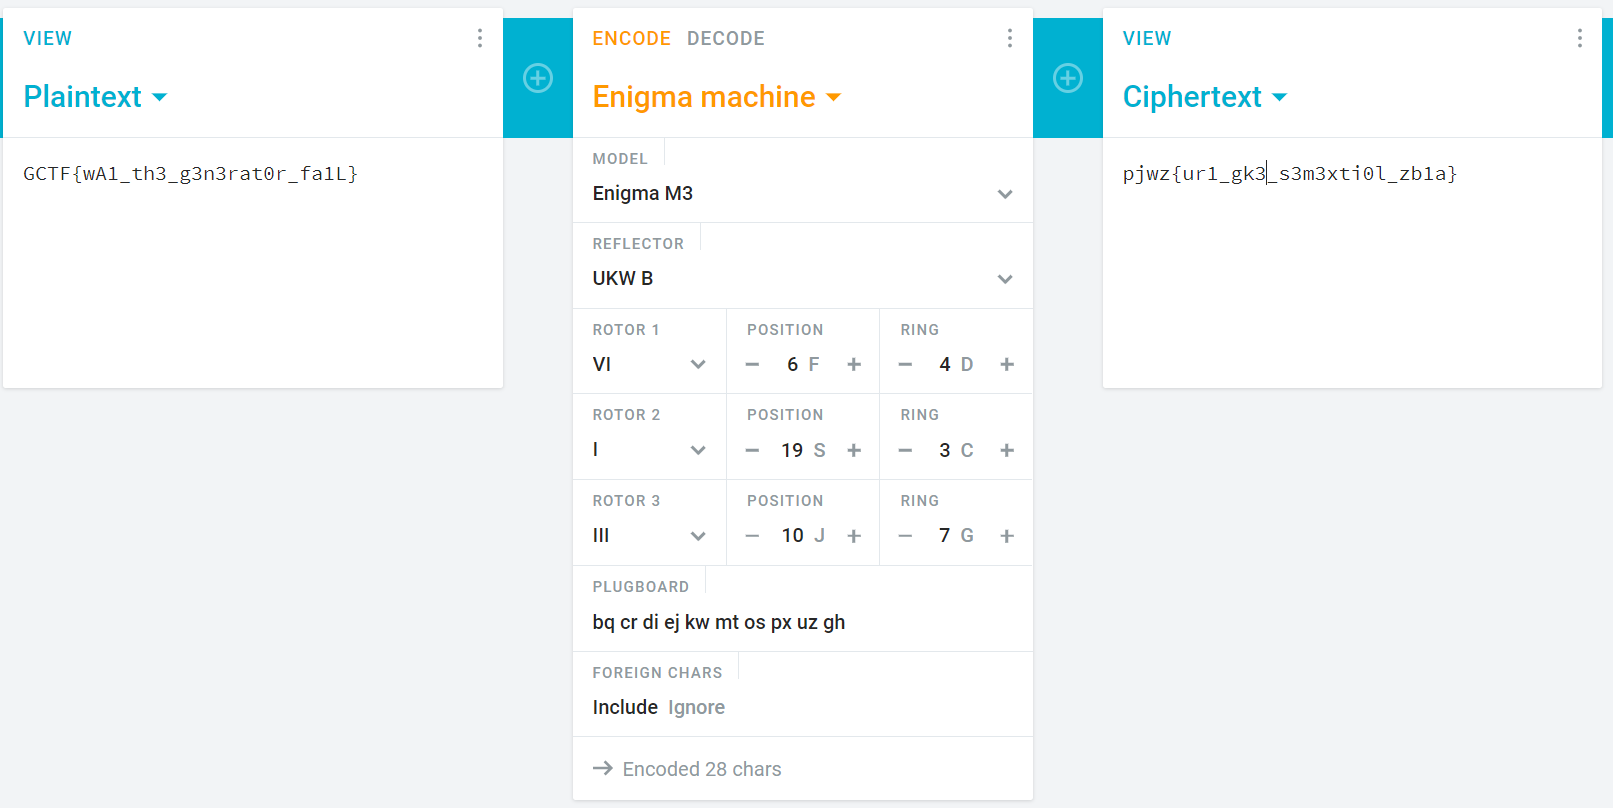 VIEW
Plaintext
GCTF{wA1_th3_g3n3rat0r_fa1L}
ENCODE DECODE
Enigma machine
MODEL
Enigma M3
REFLECTOR
UKW B
ROTOR 1 POSITION RING
VI − 6 F + − 4 D +
ROTOR 2 POSITION RING
I − 19 S + − 3 C +
ROTOR 3 POSITION RING
III − 10 J + − 7 G +
PLUGBOARD
bq cr di ej kw mt os px uz gh
FOREIGN CHARS
Include Ignore
→ Encoded 28 chars
VIEW
Ciphertext
pjwz{ur1_gk3_s3m3xti0l_zb1a}